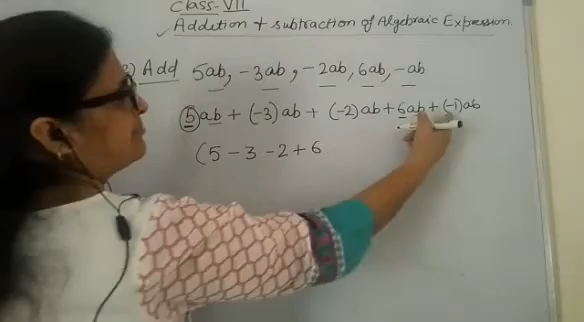 Class-VII
✓ Addition + subtraction of Algebraic Expression.
) Add 5ab, -3ab, -2ab, 6ab, -ab
5ab + (-3)ab + (-2)ab + 6ab + (-1)ab
(5 - 3 - 2 + 6